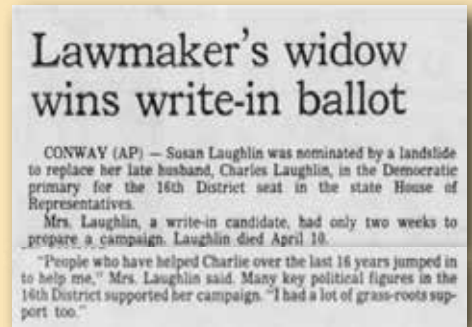 Lawmaker's widow
wins write-in ballot
CONWAY (AP) — Susan Laughlin was nominated by a landslide
to replace her late husband, Charles Laughlin, in the Democratic
primary for the 16th District seat in the state House of
Representatives.
Mrs. Laughlin, a write-in candidate, had only two weeks to
prepare a campaign. Laughlin died April 10.
"People who have helped Charlie over the last 16 years jumped in
to help me," Mrs. Laughlin said. Many key political figures in the
16th District supported her campaign. "I had a lot of grass-roots sup-
port too."